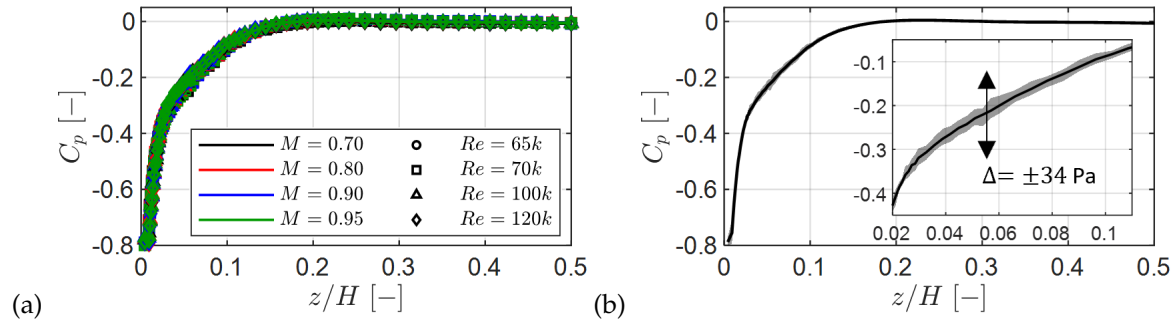 0
-0.2
-0.4
-0.6
-0.8
C_p [−]
M = 0.70
M = 0.80
M = 0.90
M = 0.95
Re = 65k
Re = 70k
Re = 100k
Re = 120k
0 0.1 0.2 0.3 0.4 0.5
z/H [−]
(a)
0
-0.2
-0.4
-0.6
-0.8
C_p [−]
-0.1
-0.2
-0.3
-0.4
Δ= ±34 Pa
0.02 0.04 0.06 0.08 0.1
0 0.1 0.2 0.3 0.4 0.5
z/H [−]
(b)